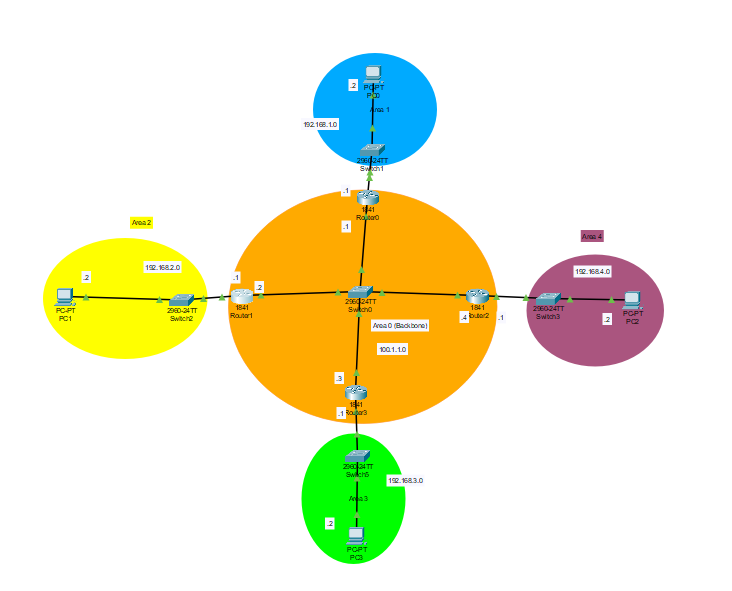 .2
PC-PT
PC0
Area 1
192.168.1.0
2960-24TT
Switch1
.1
1841
Router0
.1
Area 2
Area 4
192.168.2.0
192.168.4.0
.2
.1
.2
PC-PT
PC1
2960-24TT
Switch2
1841
Router1
2960-24TT
Switch0
1841
Router2
.4
.1
2960-24TT
Switch3
PC-PT
PC2
.2
Area 0 (Backbone)
100.1.1.0
.3
1841
Router3
.1
2960-24TT
Switch5
192.168.3.0
Area 3
.2
PC-PT
PC3